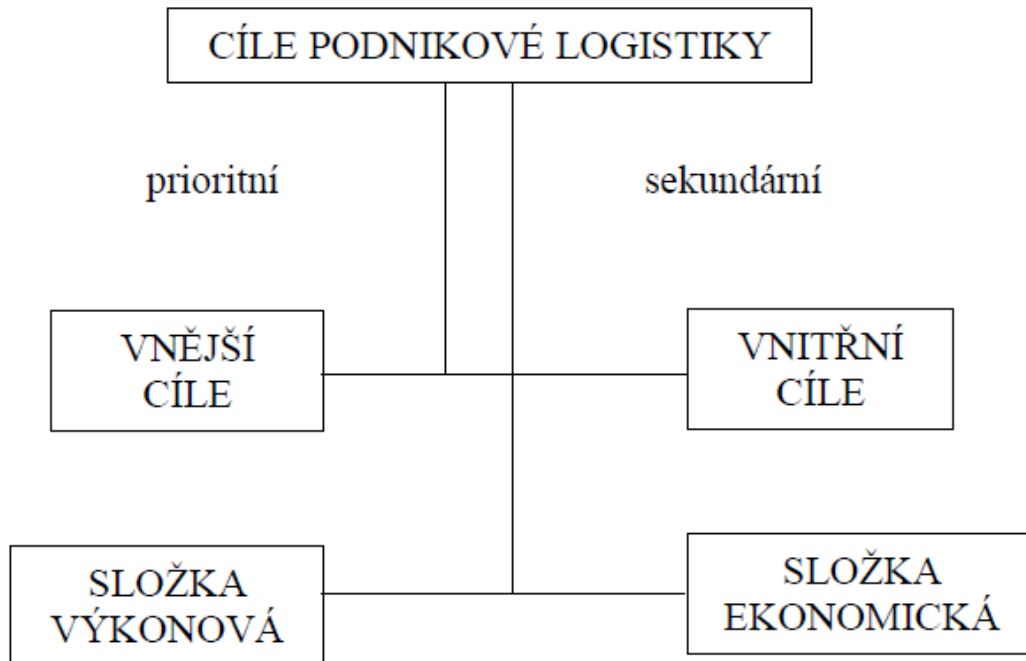 CÍLE PODNIKOVÉ LOGISTIKY
prioritní
sekundární
VNĚJŠÍ
CÍLE
VNITŘNÍ
CÍLE
SLOŽKA
VÝKONOVÁ
SLOŽKA
EKONOMICKÁ